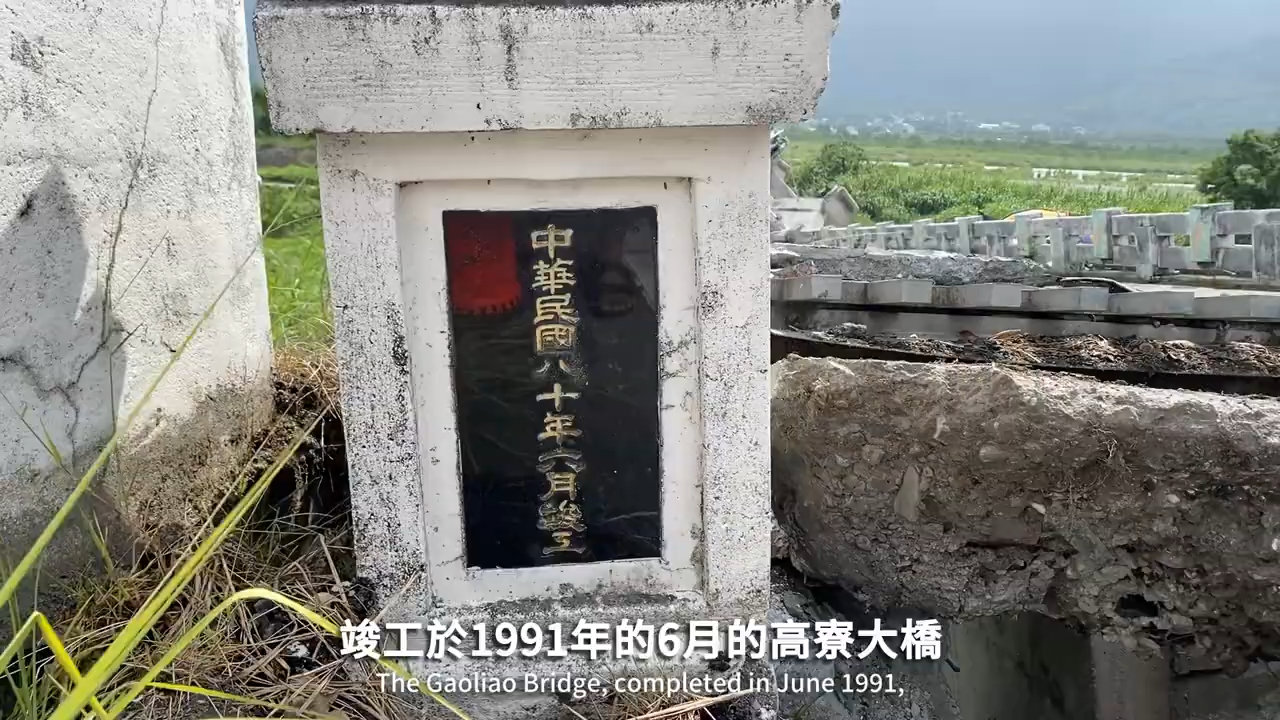 中華民國八十年六月竣工
竣工於1991年的6月的高寮大橋
The Gaoliao Bridge, completed in June 1991,